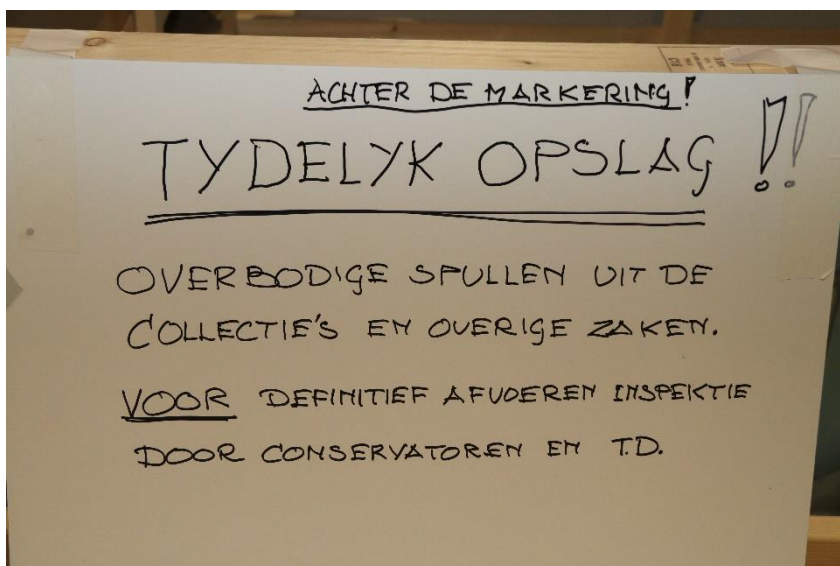 ACHTER DE MARKERING!
TYDELYK OPSLAG !!
OVERBODIGE SPULLEN UIT DE
COLLECTIE'S EN OVERIGE ZAKEN.
VOOR DEFINITIEF AFVOEREN INSPEKTIE
DOOR CONSERVATOREN EN T.D.